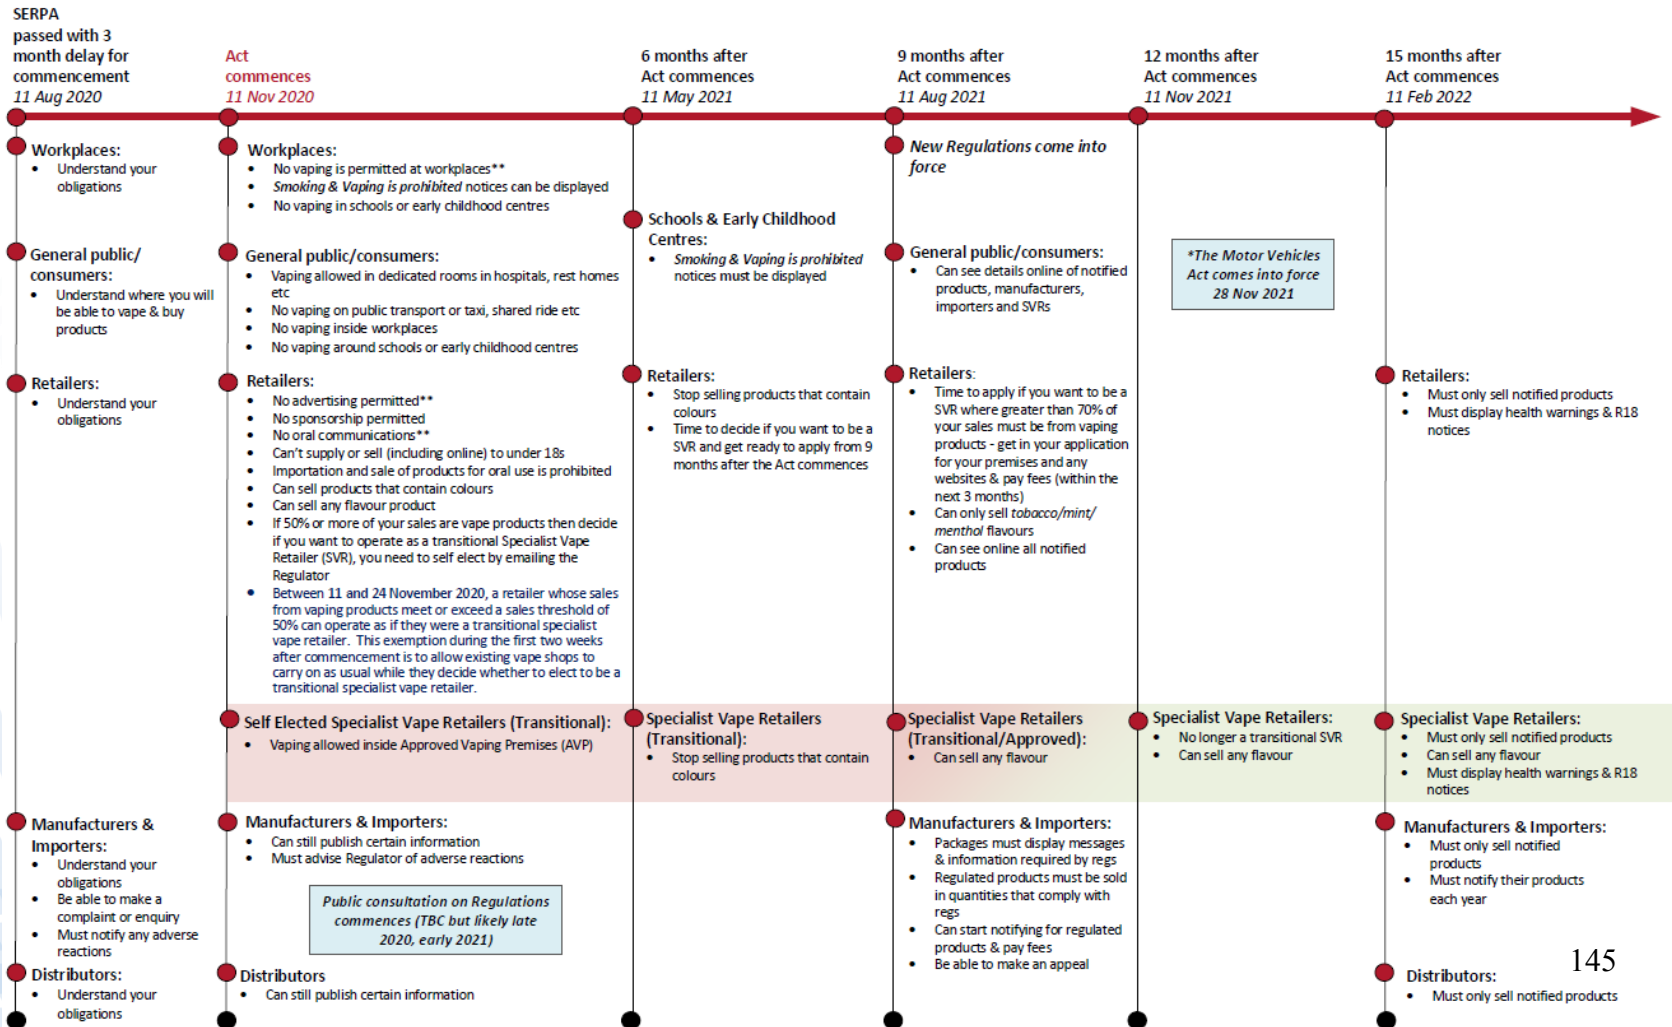 SERPA
passed with 3
month delay for
commencement
11 Aug 2020
Act
commences
11 Nov 2020
6 months after
Act commences
11 May 2021
9 months after
Act commences
11 Aug 2021
12 months after
Act commences
11 Nov 2021
15 months after
Act commences
11 Feb 2022
Workplaces:
• Understand your
obligations
General public/
consumers:
• Understand where you will
be able to vape & buy
products
Retailers:
• Understand your
obligations
Manufacturers &
Importers:
• Understand your
obligations
• Be able to make a
complaint or enquiry
• Must notify any adverse
reactions
Distributors:
• Understand your
obligations
Workplaces:
• No vaping is permitted at workplaces**
• Smoking & Vaping is prohibited notices can be displayed
• No vaping in schools or early childhood centres
General public/consumers:
• Vaping allowed in dedicated rooms in hospitals, rest homes
etc
• No vaping on public transport or taxi, shared ride etc
• No vaping inside workplaces
• No vaping around schools or early childhood centres
Retailers:
• No advertising permitted**
• No sponsorship permitted
• No oral communications**
• Can't supply or sell (including online) to under 18s
• Importation and sale of products for oral use is prohibited
• Can sell products that contain colours
• Can sell any flavour product
• If 50% or more of your sales are vape products then decide
if you want to operate as a transitional Specialist Vape
Retailer (SVR), you need to self elect by emailing the
Regulator
• Between 11 and 24 November 2020, a retailer whose sales
from vaping products meet or exceed a sales threshold of
50% can operate as if they were a transitional specialist
vape retailer. This exemption during the first two weeks
after commencement is to allow existing vape shops to
carry on as usual while they decide whether to elect to be a
transitional specialist vape retailer.
Self Elected Specialist Vape Retailers (Transitional):
• Vaping allowed inside Approved Vaping Premises (AVP)
Manufacturers & Importers:
• Can still publish certain information
• Must advise Regulator of adverse reactions
Public consultation on Regulations
commences (TBC but likely late
2020, early 2021)
Distributors
• Can still publish certain information
Schools & Early Childhood
Centres:
• Smoking & Vaping is prohibited
notices must be displayed
Retailers:
• Stop selling products that contain
colours
• Time to decide if you want to be a
SVR and get ready to apply from 9
months after the Act commences
Specialist Vape Retailers
(Transitional):
• Stop selling products that contain
colours
New Regulations come into
force
General public/consumers:
• Can see details online of notified
products, manufacturers,
importers and SVRs
Retailers:
• Time to apply if you want to be a
SVR where greater than 70% of
your sales must be from vaping
products - get in your application
for your premises and any
websites & pay fees (within the
next 3 months)
• Can only sell tobacco/mint/
menthol flavours
• Can see online all notified
products
Specialist Vape Retailers
(Transitional/Approved):
• Can sell any flavour
Manufacturers & Importers:
• Packages must display messages
& information required by regs
• Regulated products must be sold
in quantities that comply with
regs
• Can start notifying for regulated
products & pay fees
• Be able to make an appeal
*The Motor Vehicles
Act comes into force
28 Nov 2021
Specialist Vape Retailers:
• No longer a transitional SVR
• Can sell any flavour
Retailers:
• Must only sell notified products
• Must display health warnings & R18
notices
Specialist Vape Retailers:
• Must only sell notified products
• Can sell any flavour
• Must display health warnings & R18
notices
Manufacturers & Importers:
• Must only sell notified
products
• Must notify their products
each year
Distributors:
• Must only sell notified products
145